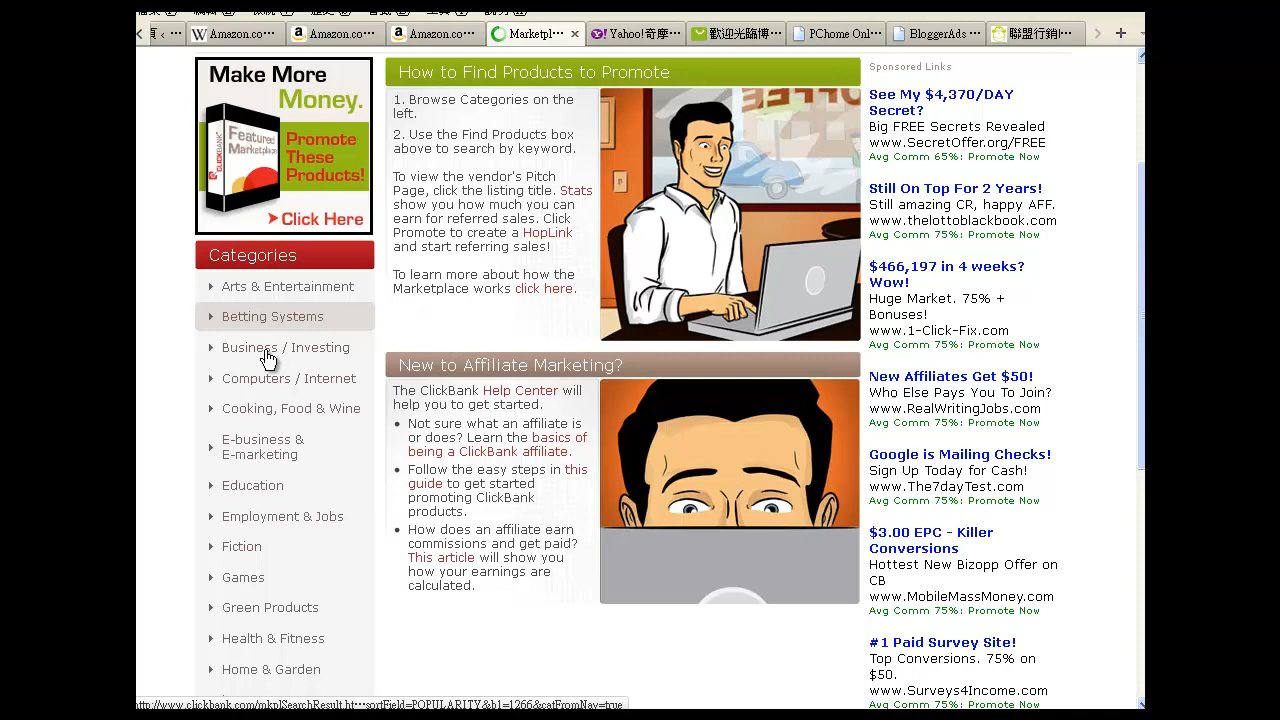 頁 ‹
Amazon.co...
Amazon.co...
Amazon.co...
Marketpl...
Yahoo!奇摩...
歡迎光臨博...
PChome Onl...
BloggerAds ...
聯盟行銷!...
Make More
Money.
CLICKBANK
Featured
Marketplace
Promote
These
Products!
Click Here
Categories
Arts & Entertainment
Betting Systems
Business / Investing
Computers / Internet
Cooking, Food & Wine
E-business &
E-marketing
Education
Employment & Jobs
Fiction
Games
Green Products
Health & Fitness
Home & Garden
How to Find Products to Promote
1. Browse Categories on the
left.
2. Use the Find Products box
above to search by keyword.
To view the vendor's Pitch
Page, click the listing title. Stats
show you how much you can
earn for referred sales. Click
Promote to create a HopLink
and start referring sales!
To learn more about how the
Marketplace works click here.
COFFEE
New to Affiliate Marketing?
The ClickBank Help Center will
help you to get started.
Not sure what an affiliate is
or does? Learn the basics of
being a ClickBank affiliate.
Follow the easy steps in this
guide to get started
promoting ClickBank
products.
How does an affiliate earn
commissions and get paid?
This article will show you
how your earnings are
calculated.
Sponsored Links
See My $4,370/DAY
Secret?
Big FREE Secrets Revealed
www.SecretOffer.org/FREE
Avg Comm 65%: Promote Now
Still On Top For 2 Years!
Still amazing CR, happy AFF.
www.thelottoblackbook.com
Avg Comm 75%: Promote Now
$466,197 in 4 weeks?
Wow!
Huge Market. 75% +
Bonuses!
www.1-Click-Fix.com
Avg Comm 75%: Promote Now
New Affiliates Get $50!
Who Else Pays You To Join?
www.RealWritingJobs.com
Avg Comm 75%: Promote Now
Google is Mailing Checks!
Sign Up Today for Cash!
www.The7dayTest.com
Avg Comm 75%: Promote Now
$3.00 EPC - Killer
Conversions
Hottest New Bizopp Offer on
CB
www.MobileMassMoney.com
Avg Comm 75%: Promote Now
#1 Paid Survey Site!
Top Conversions. 75% on
$50.
www.Surveys4Income.com
http://www.clickbank.com/mkplSearchResult.ht···sortField=POPULARITY&b1=1266&catFromNav=true